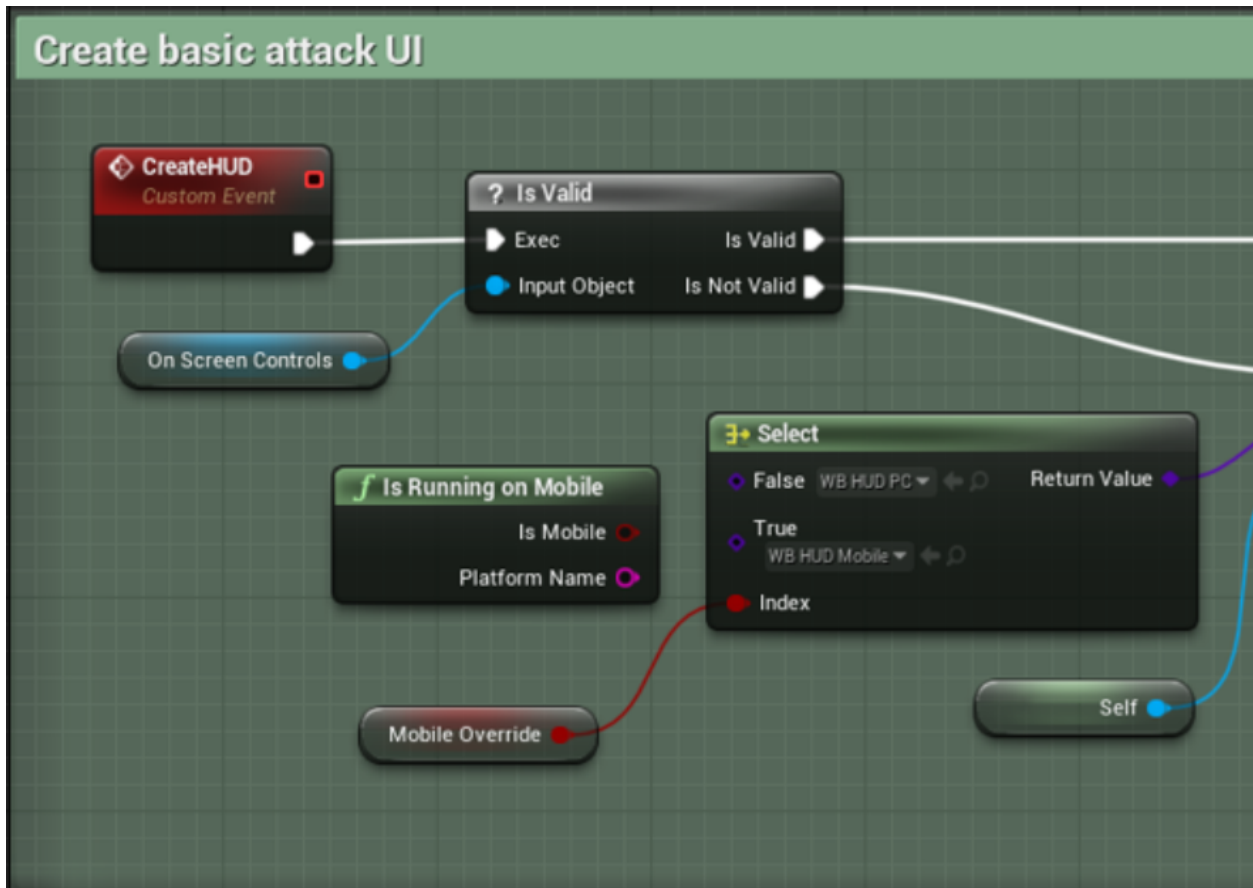 Create basic attack UI
CreateHUD
Custom Event
? Is Valid
Exec Is Valid
Input Object Is Not Valid
On Screen Controls
Select
False WB HUD PC Return Value
True
WB HUD Mobile
Index
f Is Running on Mobile
Is Mobile
Platform Name
Mobile Override
Self